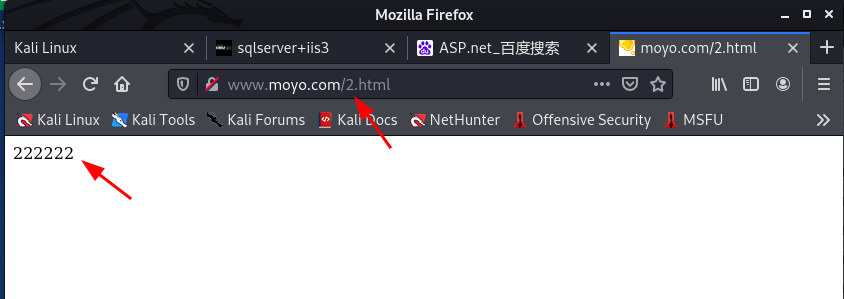 Mozilla Firefox
Kali Linux sqlserver+iis3 ASP.net_百度搜索 moyo.com/2.html
www.moyo.com/2.html
Kali Linux Kali Tools Kali Forums Kali Docs NetHunter Offensive Security MSFU
222222